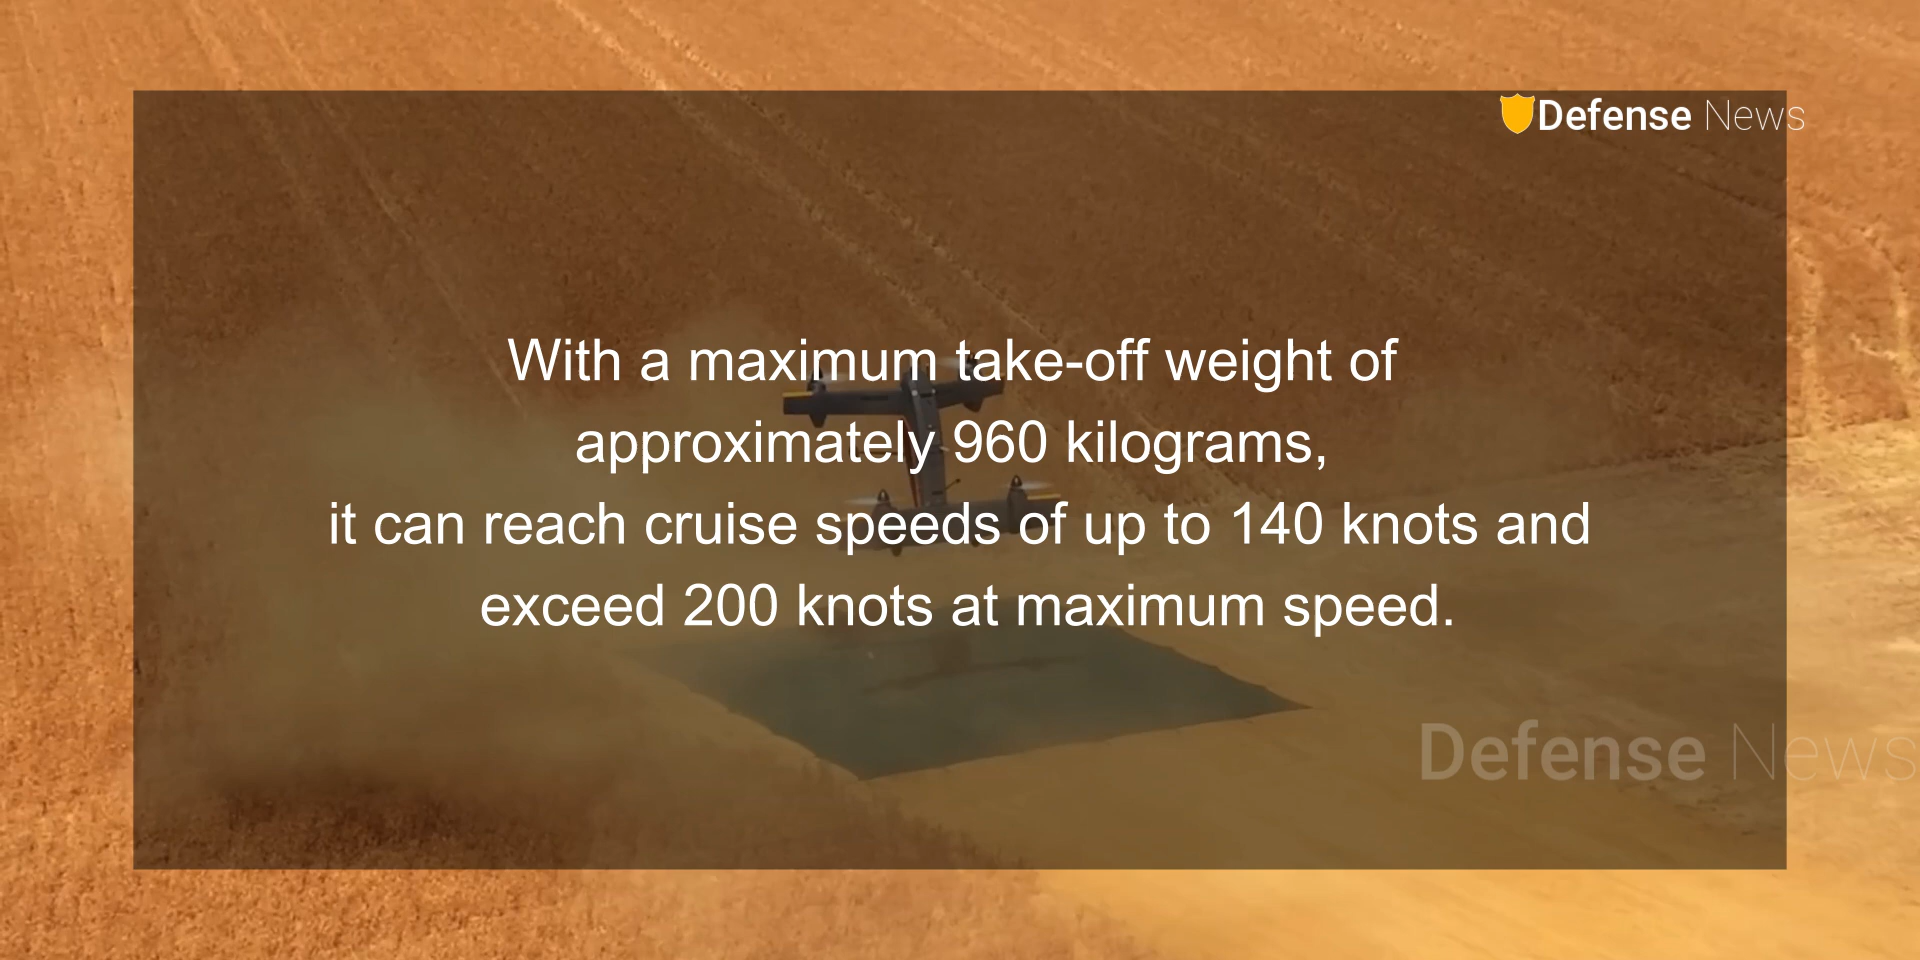 Defense News
With a maximum take-off weight of
approximately 960 kilograms,
it can reach cruise speeds of up to 140 knots and
exceed 200 knots at maximum speed.
Defense News